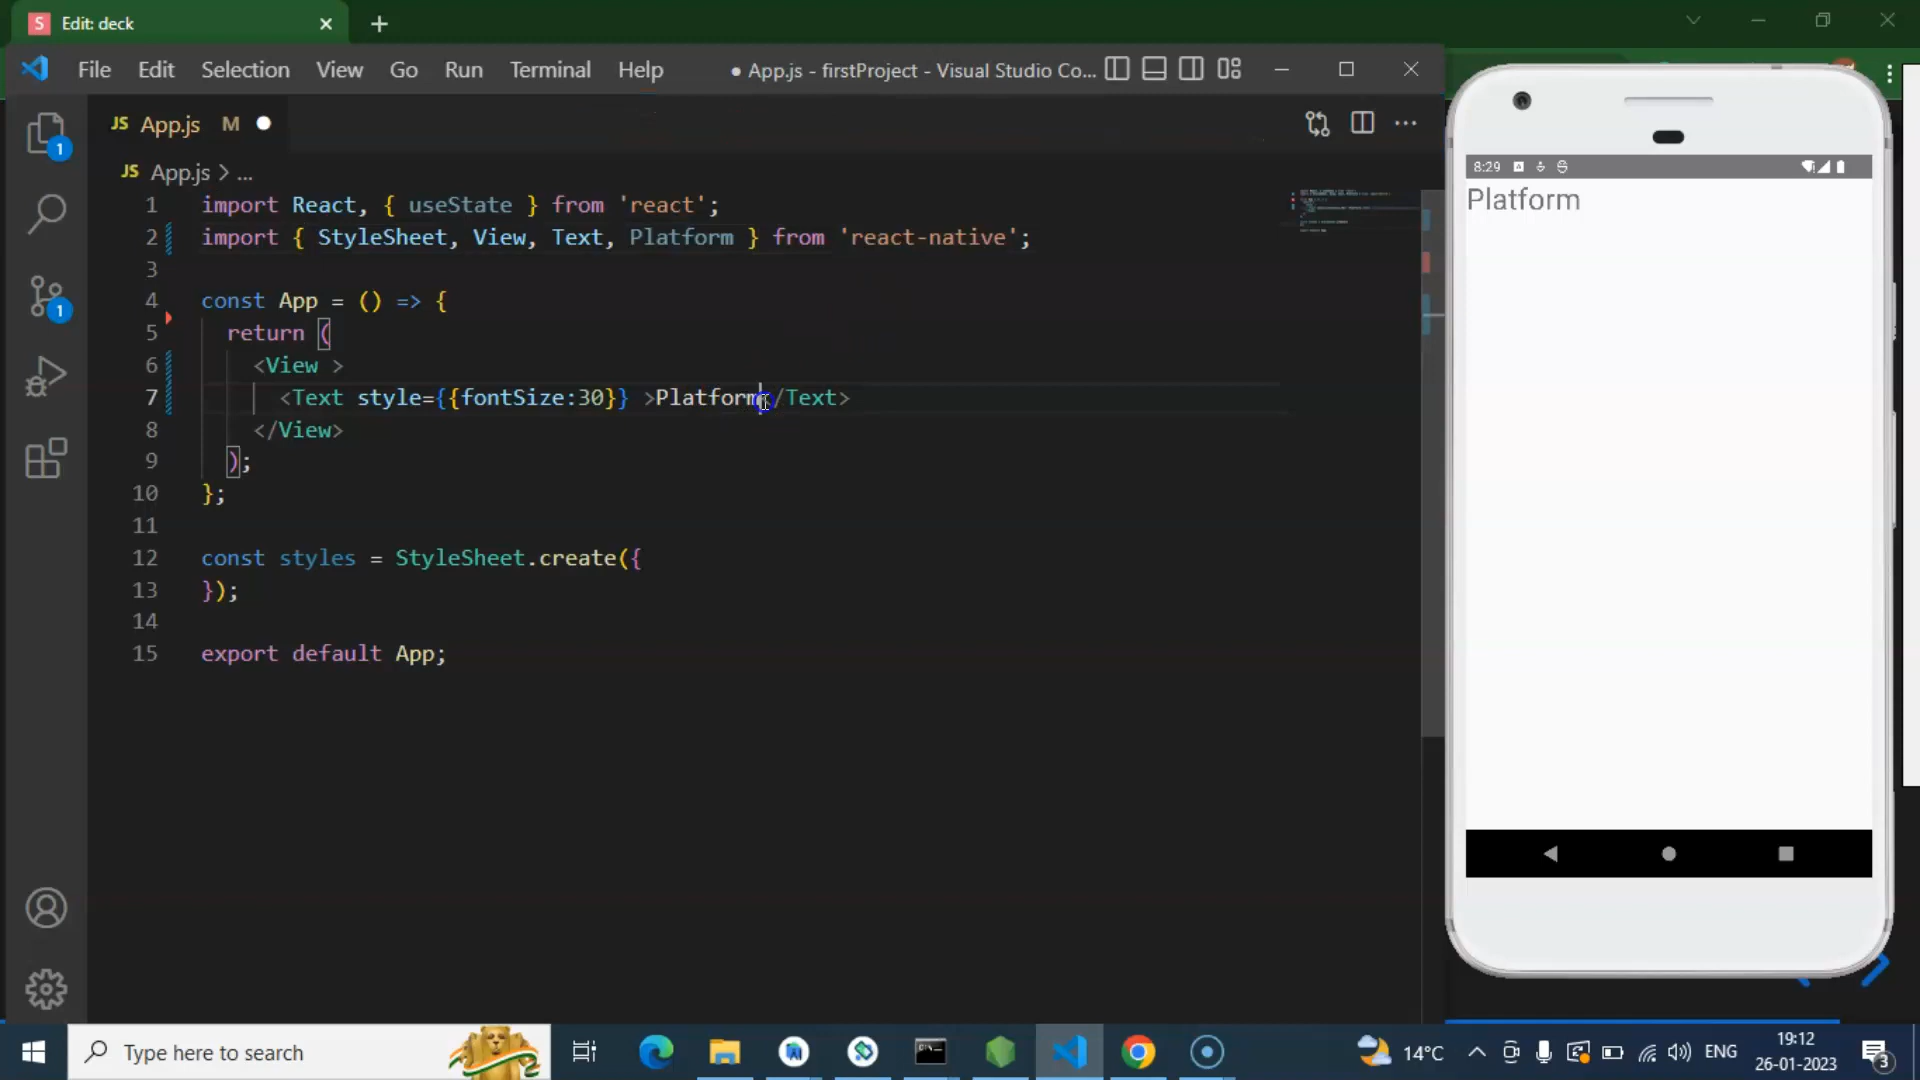 S Edit: deck
File Edit Selection View Go Run Terminal Help ● App.js - firstProject - Visual Studio Co...
JS App.js M
JS App.js > ...
1 import React, { useState } from 'react';
2 import { StyleSheet, View, Text, Platform } from 'react-native';
3
4 const App = () => {
5 return (
6 <View >
7 <Text style={{fontSize:30}} >Platform</Text>
8 </View>
9 );
10 };
11
12 const styles = StyleSheet.create({
13 });
14
15 export default App;
1
1
8:29
Platform
Type here to search
14°C
ENG
19:12
26-01-2023
3